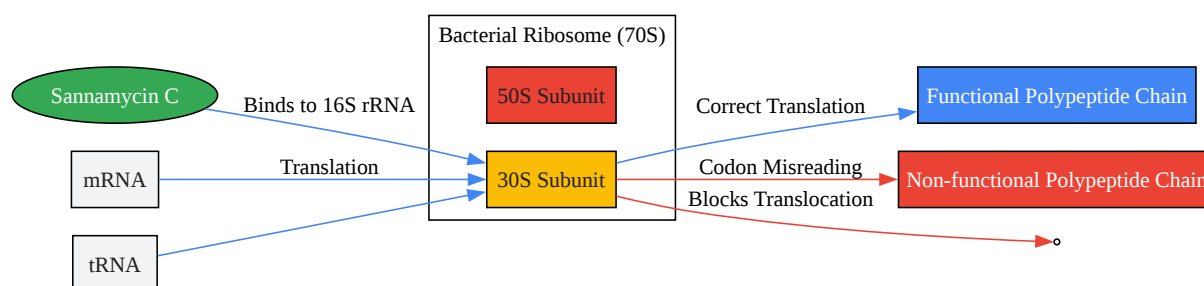 Bacterial Ribosome (70S)
Sannamycin C
Binds to 16S rRNA
50S Subunit
Correct Translation
Functional Polypeptide Chain
mRNA
Translation
30S Subunit
Codon Misreading
Non-functional Polypeptide Chain
Blocks Translocation
tRNA